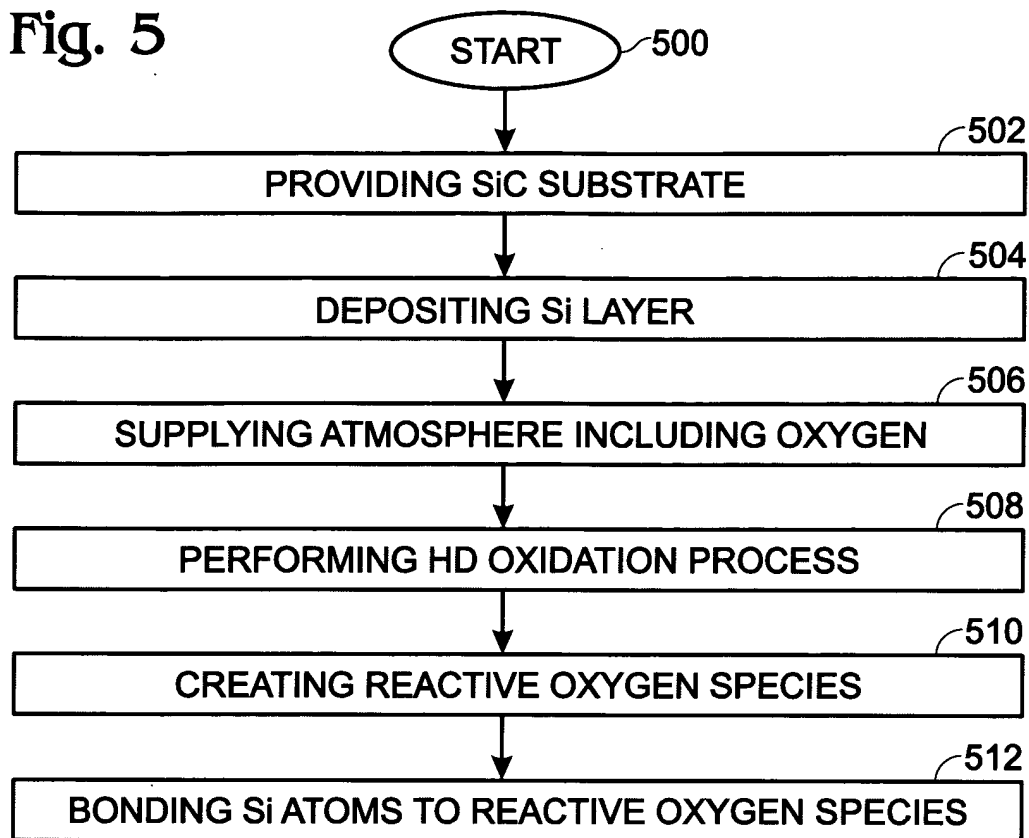 Fig. 5
START
500
502
PROVIDING SiC SUBSTRATE
504
DEPOSITING Si LAYER
506
SUPPLYING ATMOSPHERE INCLUDING OXYGEN
508
PERFORMING HD OXIDATION PROCESS
510
CREATING REACTIVE OXYGEN SPECIES
512
BONDING Si ATOMS TO REACTIVE OXYGEN SPECIES